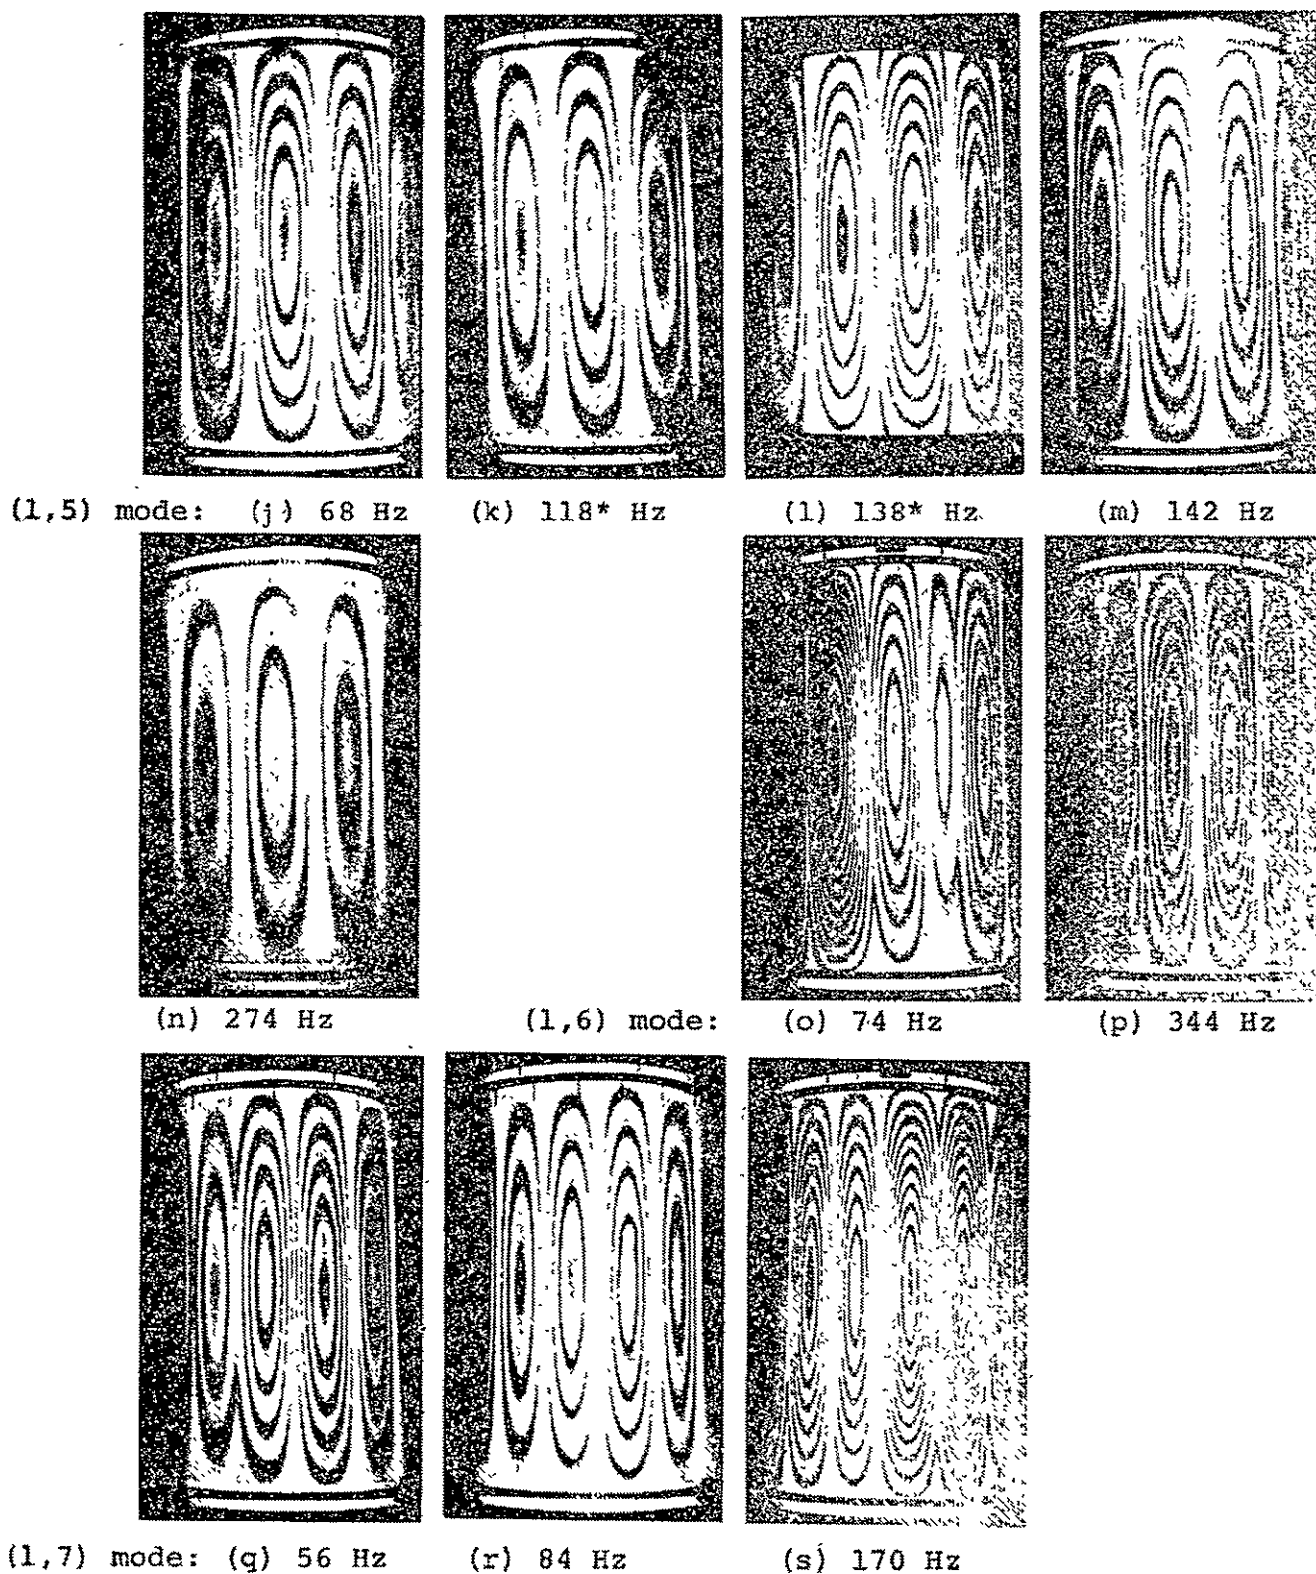 (1,5) mode: (j) 68 Hz (k) 118* Hz (l) 138* Hz (m) 142 Hz
(n) 274 Hz (1,6) mode: (o) 74 Hz (p) 344 Hz
(1,7) mode: (q) 56 Hz (r) 84 Hz (s) 170 Hz